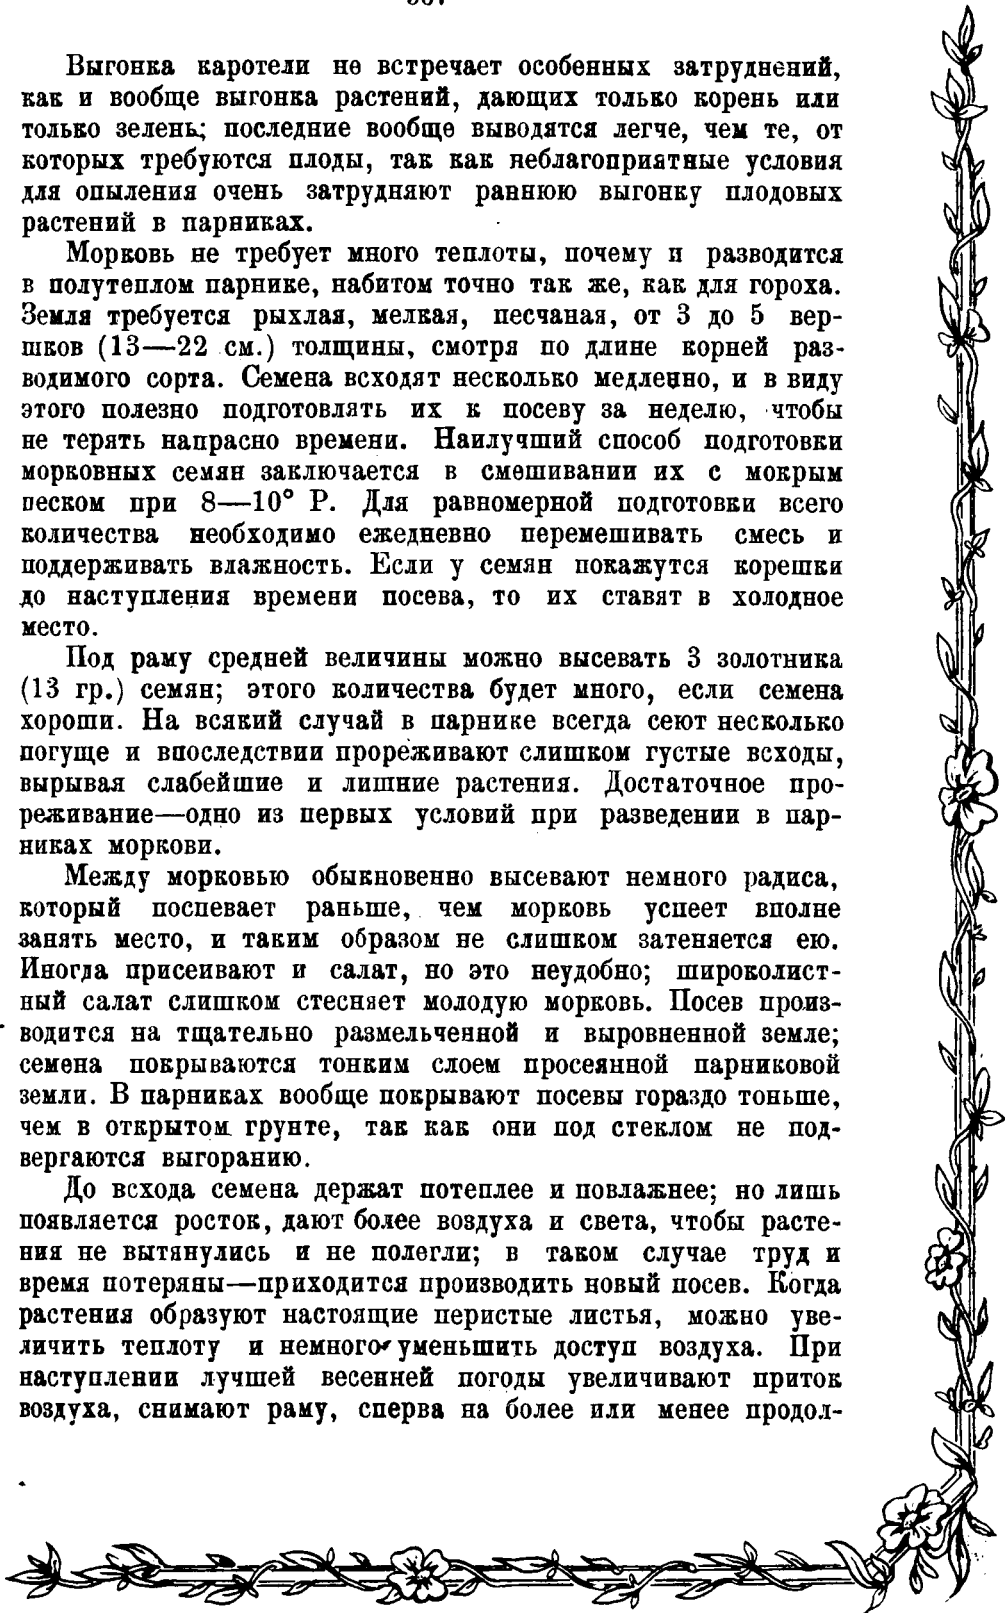 Выгонка каротели не встречает особенных затруднений,
как и вообще выгонка растений, дающих только корень или
только зелень; последние вообще выводятся легче, чем те, от
которых требуются плоды, так как неблагоприятные условия
для опыления очень затрудняют раннюю выгонку плодовых
растений в парниках.
Морковь не требует много теплоты, почему и разводится
в полутеплом парнике, набитом точно так же, как для гороха.
Земля требуется рыхлая, мелкая, песчаная, от 3 до 5 вер-
шков (13—22 см.) толщины, смотря по длине корней раз-
водимого сорта. Семена всходят несколько медленно, и в виду
этого полезно подготовлять их к посеву за неделю, чтобы
не терять напрасно времени. Наилучший способ подготовки
морковных семян заключается в смешивании их с мокрым
песком при 8—10° Р. Для равномерной подготовки всего
количества необходимо ежедневно перемешивать смесь и
поддерживать влажность. Если у семян покажутся корешки
до наступления времени посева, то их ставят в холодное
место.
Под раму средней величины можно высевать 3 золотника
(13 гр.) семян; этого количества будет много, если семена
хороши. На всякий случай в парнике всегда сеют несколько
погуще и впоследствии прореживают слишком густые всходы,
вырывая слабейшие и лишние растения. Достаточное про-
реживание—одно из первых условий при разведении в пар-
никах моркови.
Между морковью обыкновенно высевают немного радиса,
который поспевает раньше, чем морковь успеет вполне
занять место, и таким образом не слишком затеняется ею.
Иногда присеивают и салат, но это неудобно; широколист-
ный салат слишком стесняет молодую морковь. Посев произ-
водится на тщательно размельченной и выровненной земле;
семена покрываются тонким слоем просеянной парниковой
земли. В парниках вообще покрывают посевы гораздо тоньше,
чем в открытом грунте, так как они под стеклом не под-
вергаются выгоранию.
До всхода семена держат потеплее и повлажнее; но лишь
появляется росток, дают более воздуха и света, чтобы расте-
ния не вытянулись и не полегли; в таком случае труд и
время потеряны—приходится производить новый посев. Когда
растения образуют настоящие перистые листья, можно уве-
личить теплоту и немного уменьшить доступ воздуха. При
наступлении лучшей весенней погоды увеличивают приток
воздуха, снимают раму, сперва на более или менее продол-